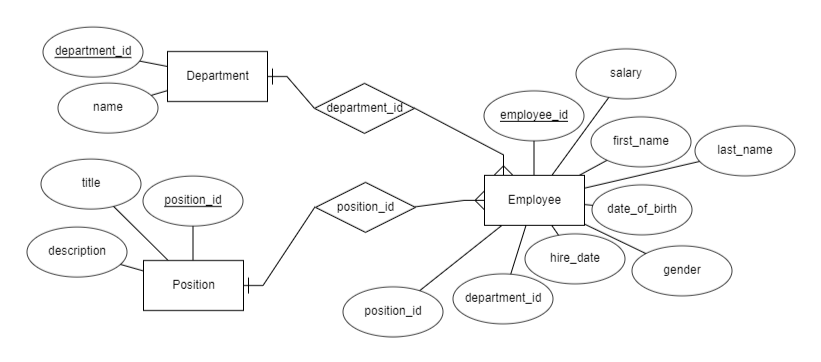 department_id
Department
name
department_id
salary
employee_id
first_name
last_name
title
position_id
position_id
Employee
date_of_birth
description
Position
hire_date
gender
position_id
department_id